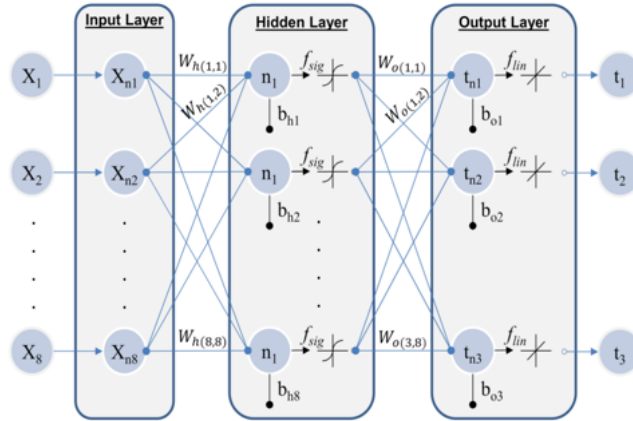 Input Layer
Hidden Layer
Output Layer
X1 Xn1 Wh(1,1) n1 fsig Wo(1,1) tn1 flin t1
Wh(1,2) bh1 Wo(1,2) bo1
X2 Xn2 n1 fsig tn2 flin t2
bh2 bo2
X8 Xn8 Wh(8,8) n1 fsig Wo(3,8) tn3 flin t3
bh8 bo3